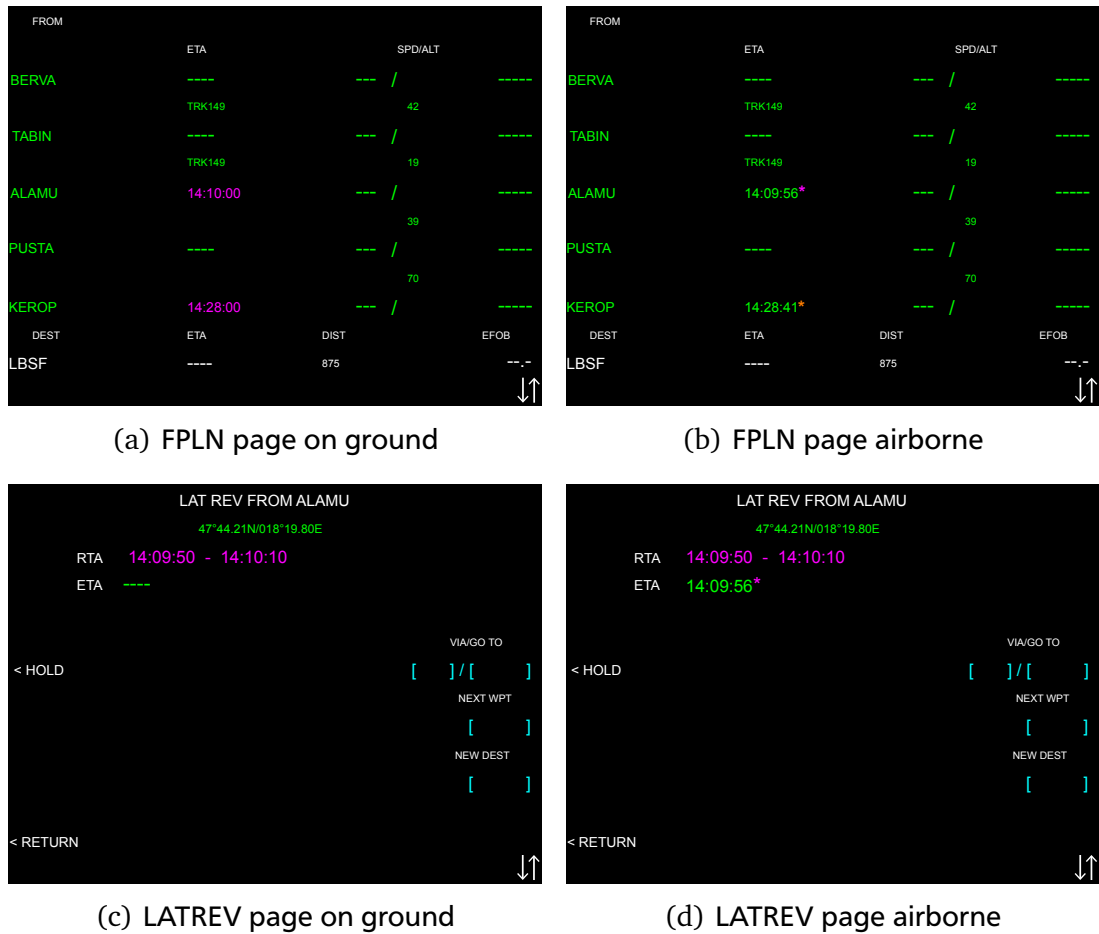 FROM
ETA SPD/ALT
BERVA ---- --- / -----
TRK149 42
TABIN ---- --- / -----
TRK149 19
ALAMU 14:10:00 --- / -----
39
PUSTA ---- --- / -----
70
KEROP 14:28:00 --- / -----
DEST ETA DIST EFOB
LBSF ---- 875 --.-
↓↑
(a) FPLN page on ground
FROM
ETA SPD/ALT
BERVA ---- --- / -----
TRK149 42
TABIN ---- --- / -----
TRK149 19
ALAMU 14:09:56* --- / -----
39
PUSTA ---- --- / -----
70
KEROP 14:28:41* --- / -----
DEST ETA DIST EFOB
LBSF ---- 875 --.-
↓↑
(b) FPLN page airborne
LAT REV FROM ALAMU
47°44.21N/018°19.80E
RTA 14:09:50 - 14:10:10
ETA ----
VIA/GO TO
< HOLD [ ] / [ ]
NEXT WPT
[ ]
NEW DEST
[ ]
< RETURN
↓↑
(c) LATREV page on ground
LAT REV FROM ALAMU
47°44.21N/018°19.80E
RTA 14:09:50 - 14:10:10
ETA 14:09:56*
VIA/GO TO
< HOLD [ ] / [ ]
NEXT WPT
[ ]
NEW DEST
[ ]
< RETURN
↓↑
(d) LATREV page airborne